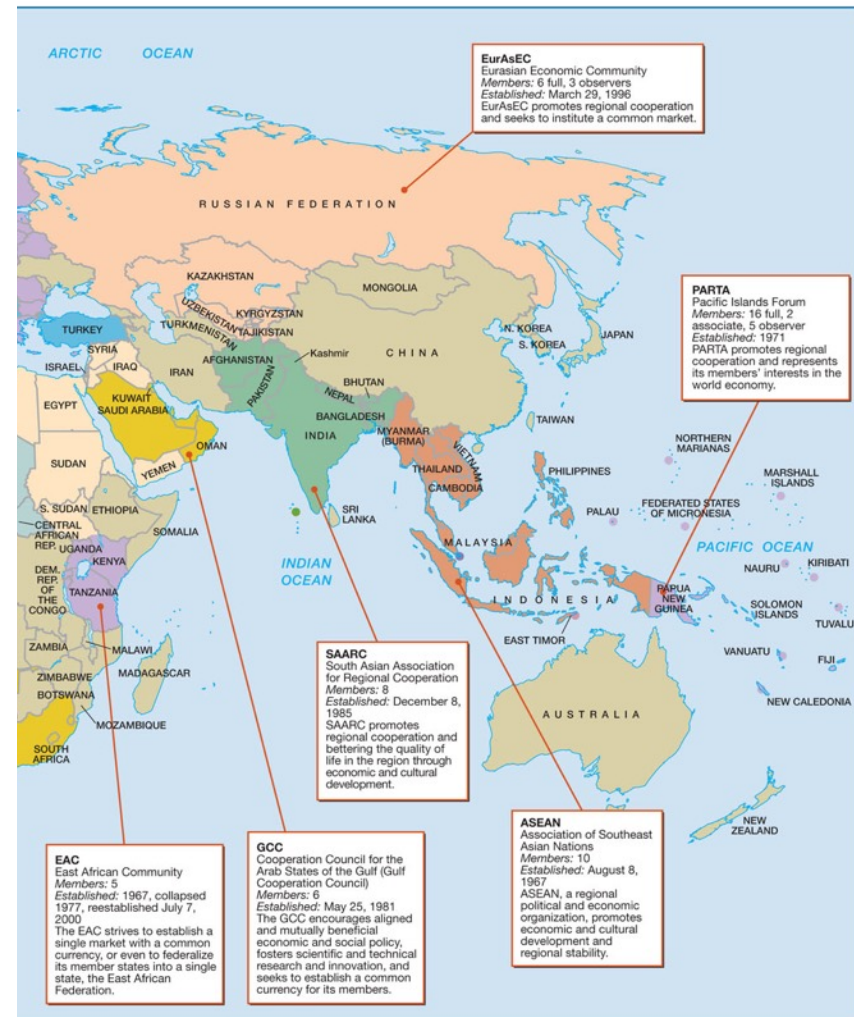 ARCTIC OCEAN
EurAsEC
Eurasian Economic Community
Members: 6 full, 3 observers
Established: March 29, 1996
EurAsEC promotes regional cooperation
and seeks to institute a common market.
RUSSIAN FEDERATION
KAZAKHSTAN
MONGOLIA
UZBEKISTAN
KYRGYZSTAN
TURKMENISTAN
TAJIKISTAN
TURKEY
SYRIA
ISRAEL
IRAQ
IRAN
AFGHANISTAN
Kashmir
CHINA
N. KOREA
S. KOREA
JAPAN
PARTA
Pacific Islands Forum
Members: 16 full, 2
associate, 5 observer
Established: 1971
PARTA promotes regional
cooperation and represents
its members' interests in the
world economy.
EGYPT
KUWAIT
SAUDI ARABIA
PAKISTAN
NEPAL
BHUTAN
BANGLADESH
INDIA
MYANMAR
(BURMA)
VIETNAM
TAIWAN
OMAN
YEMEN
SUDAN
THAILAND
CAMBODIA
PHILIPPINES
NORTHERN
MARIANAS
MARSHALL
ISLANDS
S. SUDAN
ETHIOPIA
SOMALIA
SRI
LANKA
PALAU
FEDERATED STATES
OF MICRONESIA
CENTRAL
AFRICAN
REP.
UGANDA
KENYA
INDIAN
OCEAN
MALAYSIA
PACIFIC OCEAN
DEM.
REP.
OF
THE
CONGO
TANZANIA
INDONESIA
PAPUA
NEW
GUINEA
NAURU
KIRIBATI
SOLOMON
ISLANDS
TUVALU
EAST TIMOR
VANUATU
FIJI
NEW CALEDONIA
ZAMBIA
MALAWI
ZIMBABWE
MADAGASCAR
BOTSWANA
MOZAMBIQUE
SOUTH
AFRICA
AUSTRALIA
NEW
ZEALAND
SAARC
South Asian Association
for Regional Cooperation
Members: 8
Established: December 8,
1985
SAARC promotes
regional cooperation and
bettering the quality of
life in the region through
economic and cultural
development.
EAC
East African Community
Members: 5
Established: 1967, collapsed
1977, reestablished July 7,
2000
The EAC strives to establish a
single market with a common
currency, or even to federalize
its member states into a single
state, the East African
Federation.
GCC
Cooperation Council for the
Arab States of the Gulf (Gulf
Cooperation Council)
Members: 6
Established: May 25, 1981
The GCC encourages aligned
and mutually beneficial
economic and social policy,
fosters scientific and technical
research and innovation, and
seeks to establish a common
currency for its members.
ASEAN
Association of Southeast
Asian Nations
Members: 10
Established: August 8,
1967
ASEAN, a regional
political and economic
organization, promotes
economic and cultural
development and
regional stability.